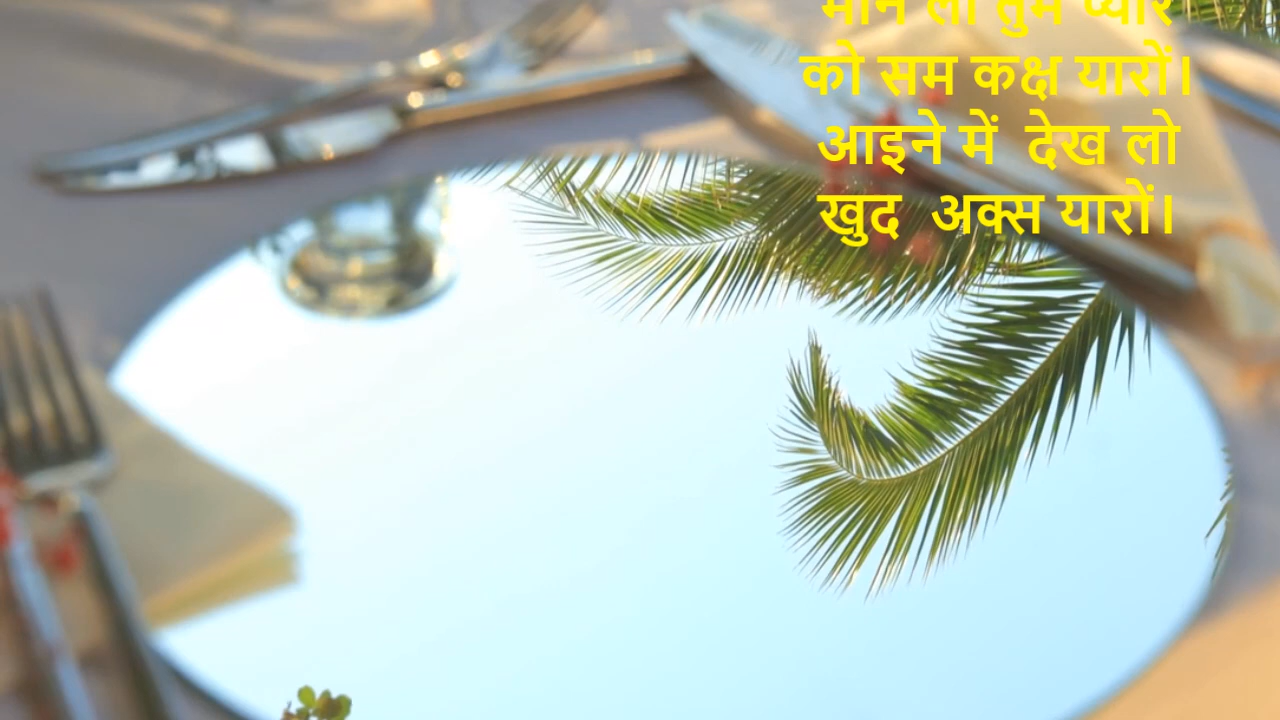 मान लो तुम प्यार
को सम कक्ष यारों।
आइने में  देख लो
खुद  अक्स यारों।